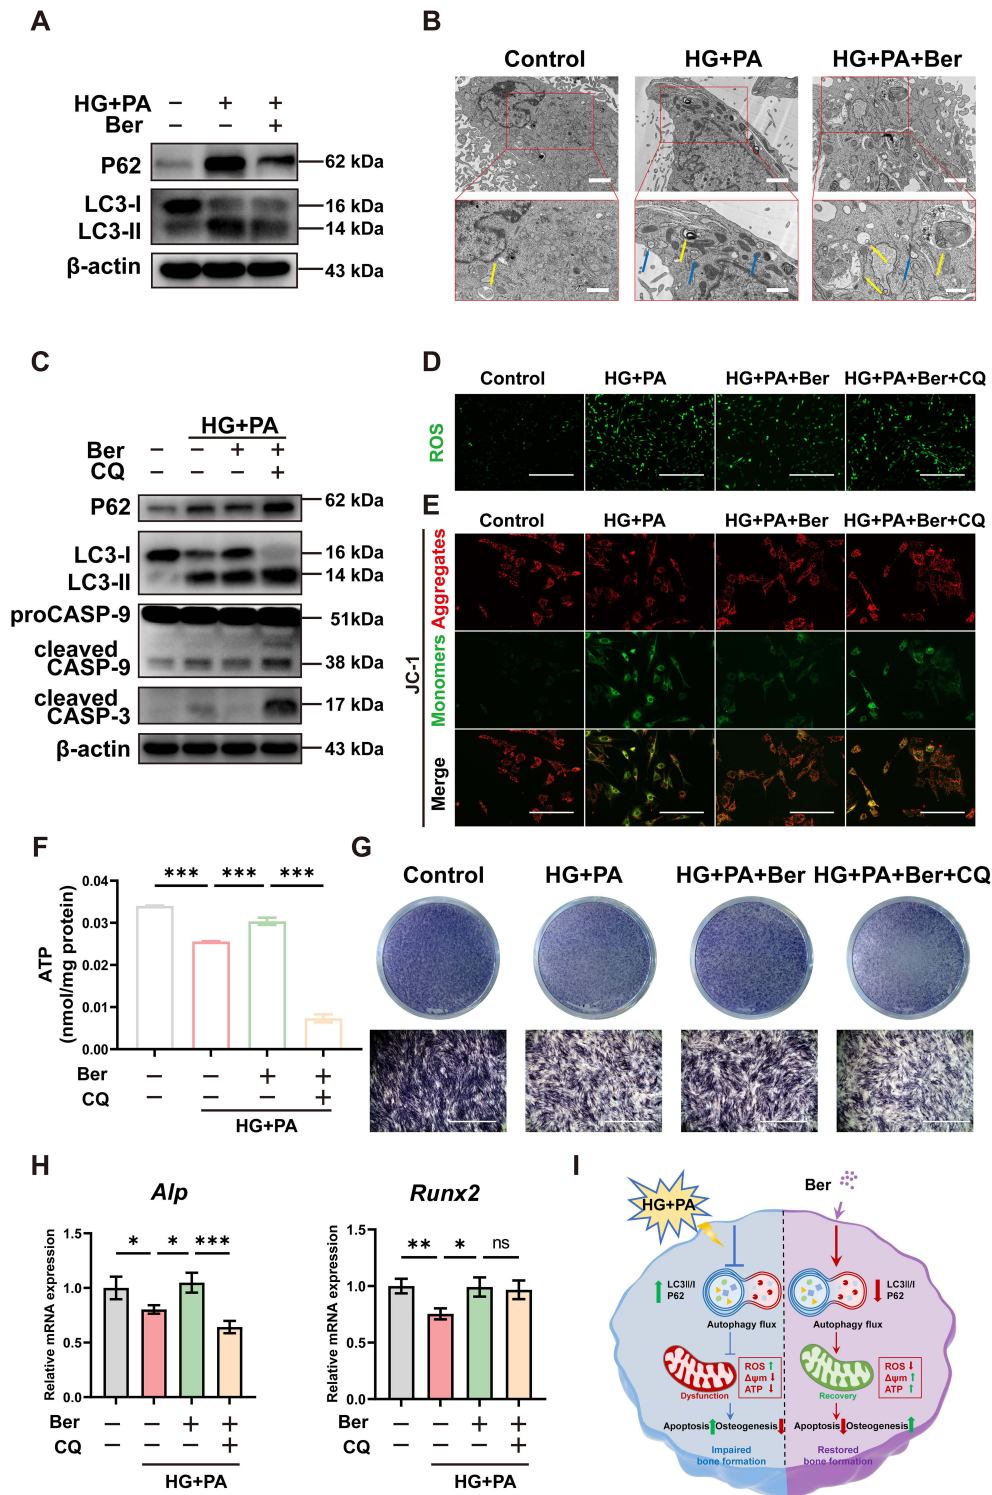 A
HG+PA − + +
Ber − − +
P62 62 kDa
LC3-I 16 kDa
LC3-II 14 kDa
β-actin 43 kDa
B
Control HG+PA HG+PA+Ber
C
HG+PA
Ber − − + +
CQ − − − +
P62 62 kDa
LC3-I 16 kDa
LC3-II 14 kDa
proCASP-9 51kDa
cleaved
CASP-9 38 kDa
cleaved
CASP-3 17 kDa
β-actin 43 kDa
D
Control HG+PA HG+PA+Ber HG+PA+Ber+CQ
ROS
E
Control HG+PA HG+PA+Ber HG+PA+Ber+CQ
JC-1
Aggregates
Monomers
Merge
F
*** *** ***
ATP
(nmol/mg protein)
0.04
0.03
0.02
0.01
0.00
Ber − − + +
CQ − − − +
HG+PA
G
Control HG+PA HG+PA+Ber HG+PA+Ber+CQ
H
Alp
* * ***
Relative mRNA expression
1.5
1.0
0.5
0.0
Ber − − + +
CQ − − − +
HG+PA
Runx2
** * ns
Relative mRNA expression
1.5
1.0
0.5
0.0
Ber − − + +
CQ − − − +
HG+PA
I
HG+PA
Ber
LC3II/I
P62
Autophagy flux
LC3II/I
P62
Autophagy flux
Dysfunction
ROS
Δψm
ATP
Recovery
ROS
Δψm
ATP
Apoptosis Osteogenesis
Apoptosis Osteogenesis
Impaired
bone formation
Restored
bone formation